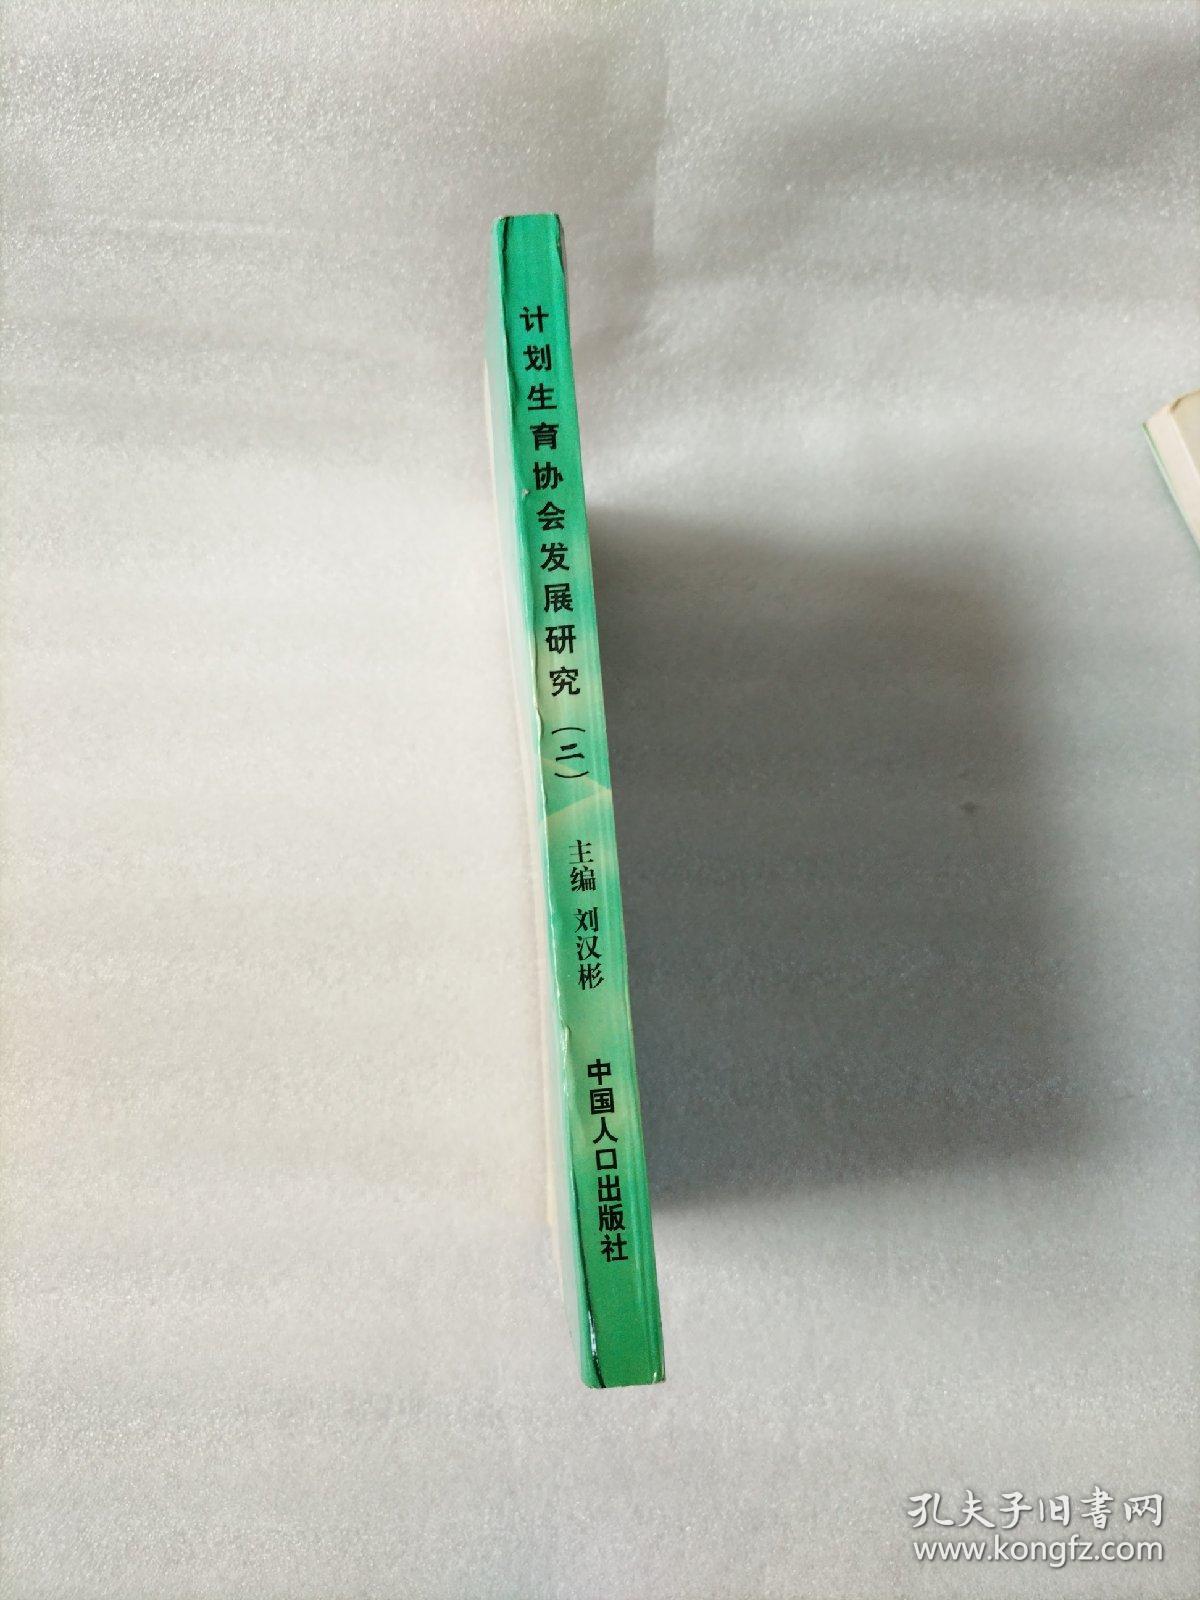 计划生育协会发展研究（二）
主编 刘汉彬
中国人口出版社
孔夫子旧书网
www.kongfz.com